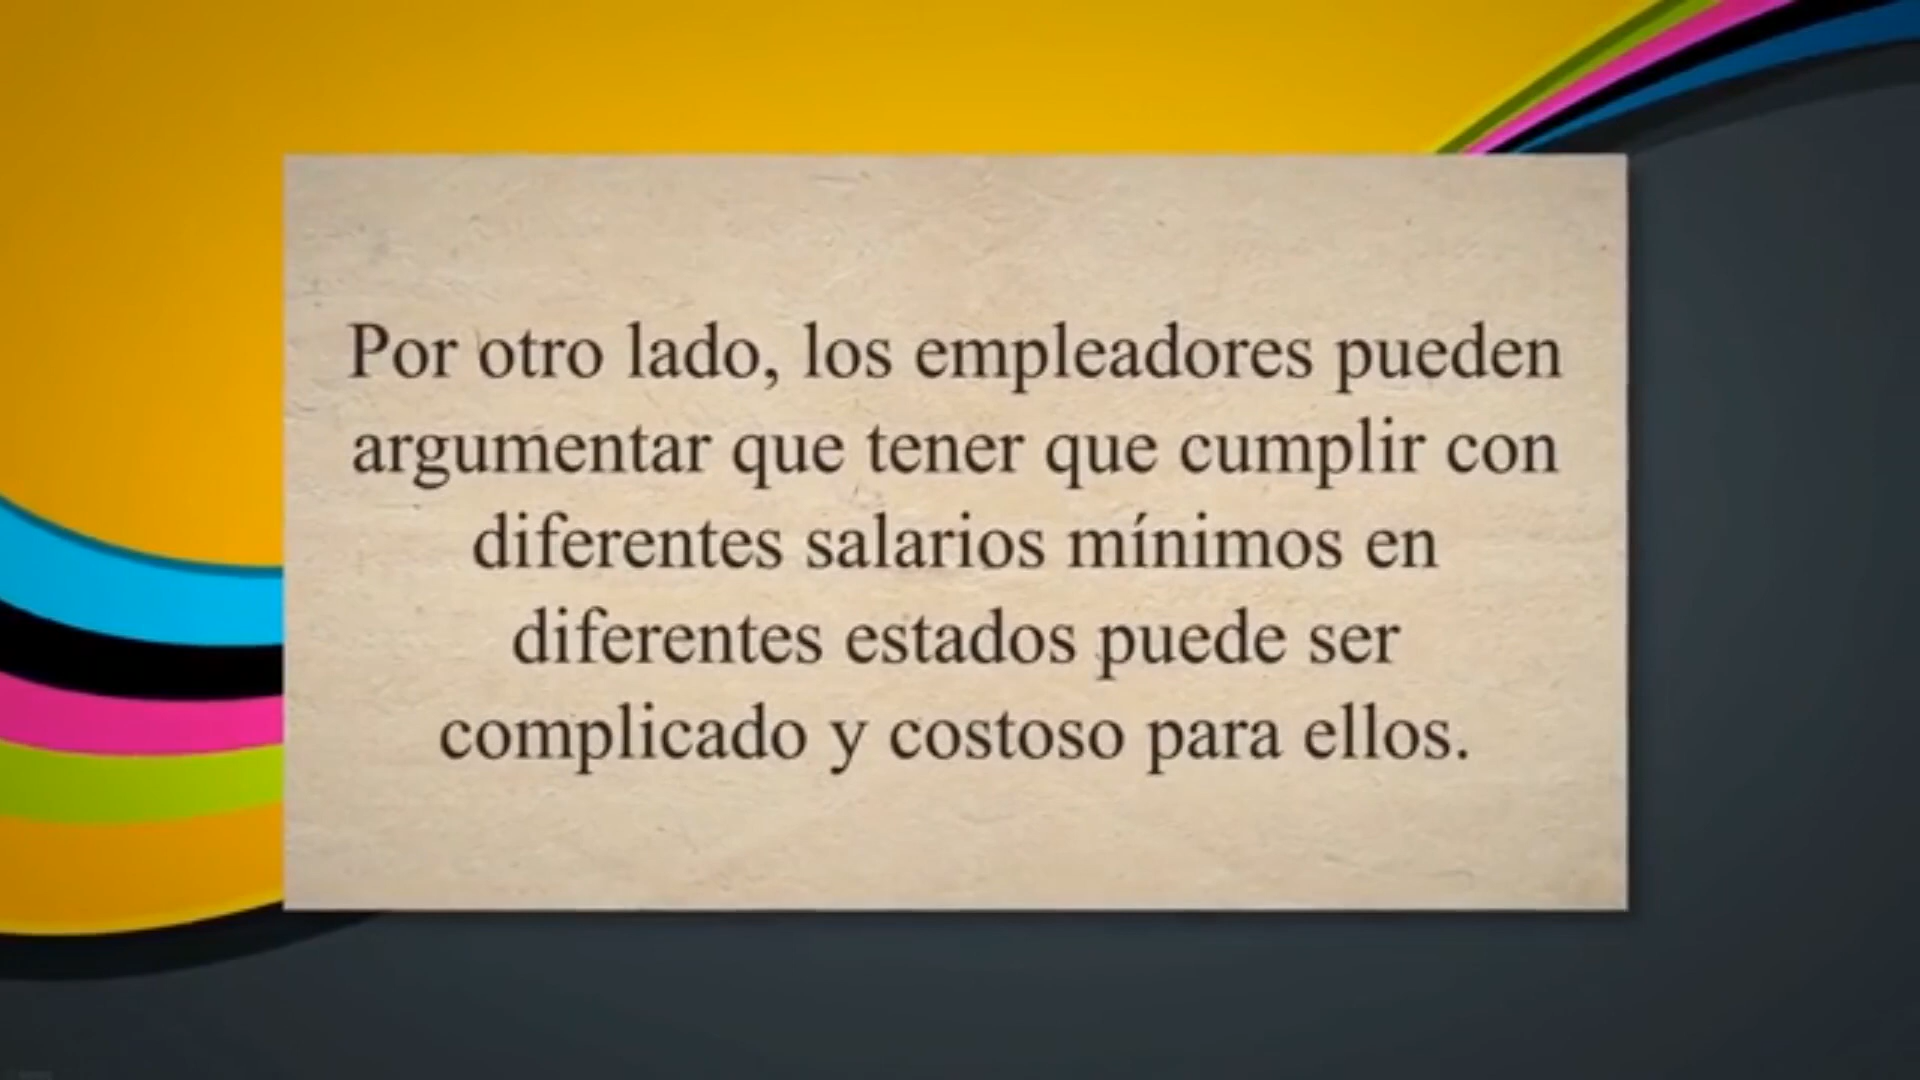 Por otro lado, los empleadores pueden
argumentar que tener que cumplir con
diferentes salarios mínimos en
diferentes estados puede ser
complicado y costoso para ellos.